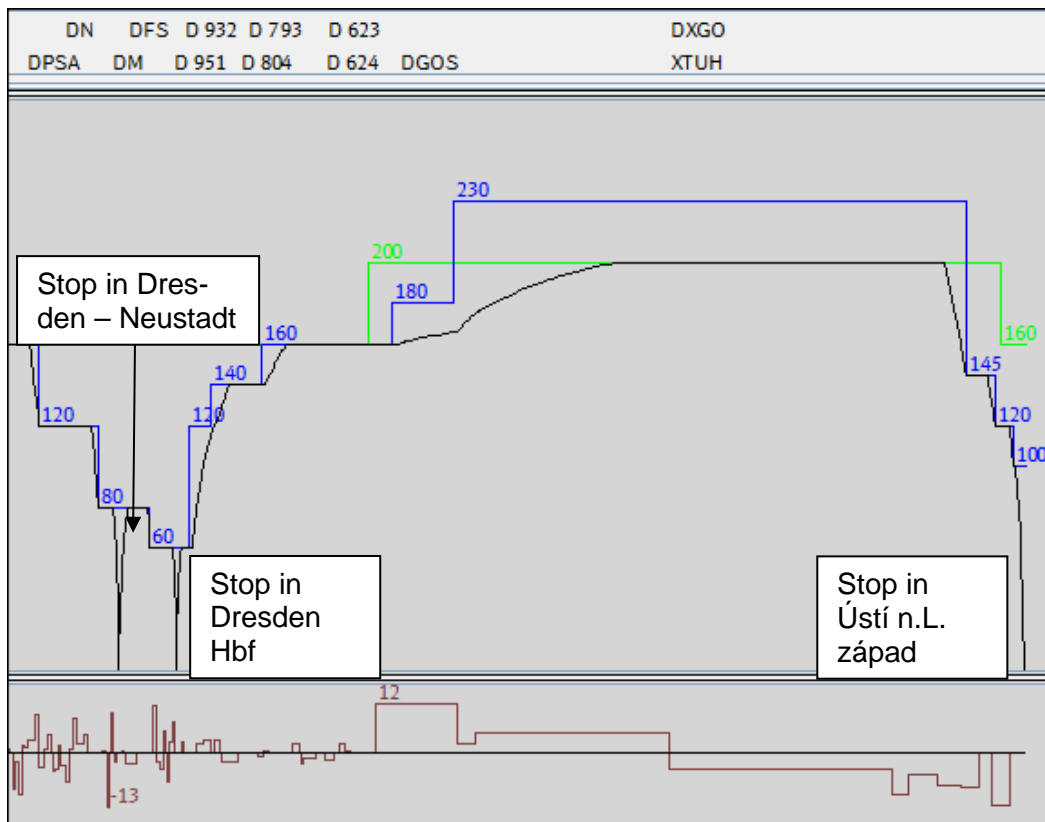 DN DFS D 932 D 793 D 623 DXGO
DPSA DM D 951 D 804 D 624 DGOS XTUH
230
200
180
Stop in Dres-
den – Neustadt
160
160
140
145
120
120
120
100
80
60
Stop in
Dresden
Hbf
Stop in
Ústí n.L.
západ
12
-13